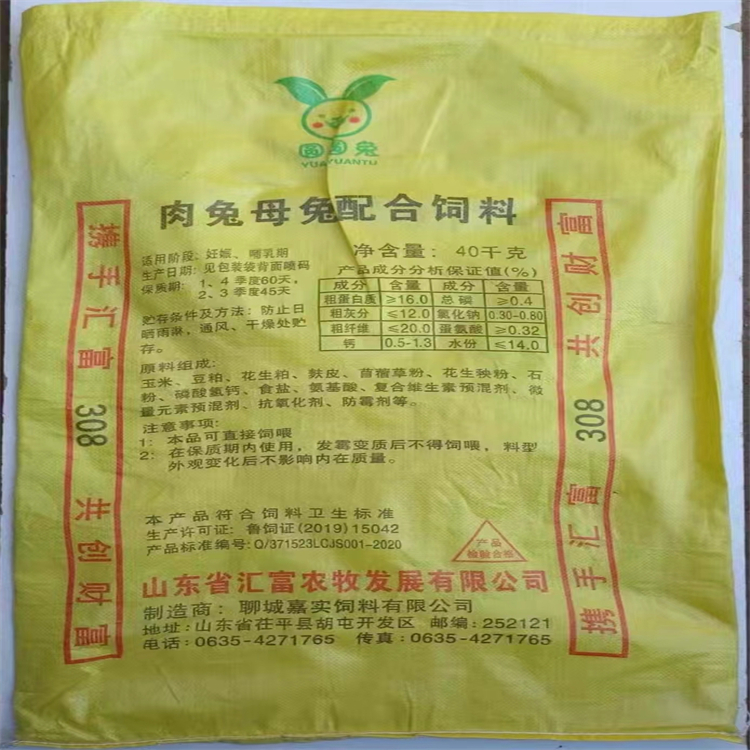 圆圆兔
YUAYUANTU
肉兔母兔配合饲料
适用阶段：妊娠、哺乳期
生产日期：见包装袋背面喷码
保质期：1、4季度60天，
2、3季度45天
贮存条件及方法：防止日
晒雨淋，通风、干燥处贮
存。
净含量：40千克
产品成分分析保证值(%)
成分 含量 成分 含量
粗蛋白质 ≥16.0 总磷 ≥0.4
粗灰分 ≤12.0 氯化钠 0.30-0.80
粗纤维 ≤20.0 蛋氨酸 ≥0.32
钙 0.5-1.3 水份 ≤14.0
原料组成：
玉米、豆粕、花生粕、麸皮、苜蓿草粉、花生秧粉、石
粉、磷酸氢钙、食盐、氨基酸、复合维生素预混剂、微
量元素预混剂、抗氧化剂、防霉剂等。
注意事项：
1：本品可直接饲喂
2：在保质期内使用，发霉变质后不得饲喂，料型
外观变化后不影响内在质量。
本产品符合饲料卫生标准
生产许可证：鲁饲证(2019)15042
产品标准编号：Q/371523LCJS001-2020
产品
检验合格
山东省汇富农牧发展有限公司
制造商：聊城嘉实饲料有限公司
地址：山东省茌平县胡屯开发区 邮编：252121
电话：0635-4271765 传真：0635-4271765
携手汇富 308 共创财富
携手汇富 308 共创财富